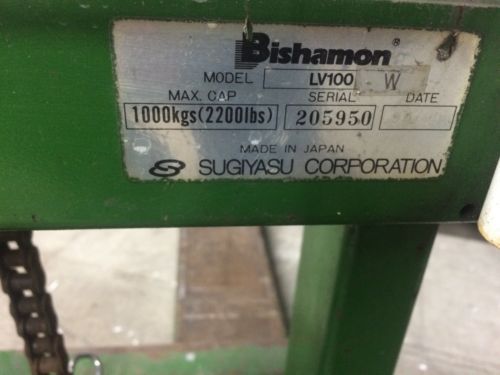 Bishamon ®
MODEL LV100 -W
MAX. CAP SERIAL DATE
1000kgs(2200lbs) 205950
MADE IN JAPAN
SUGIYASU CORPORATION